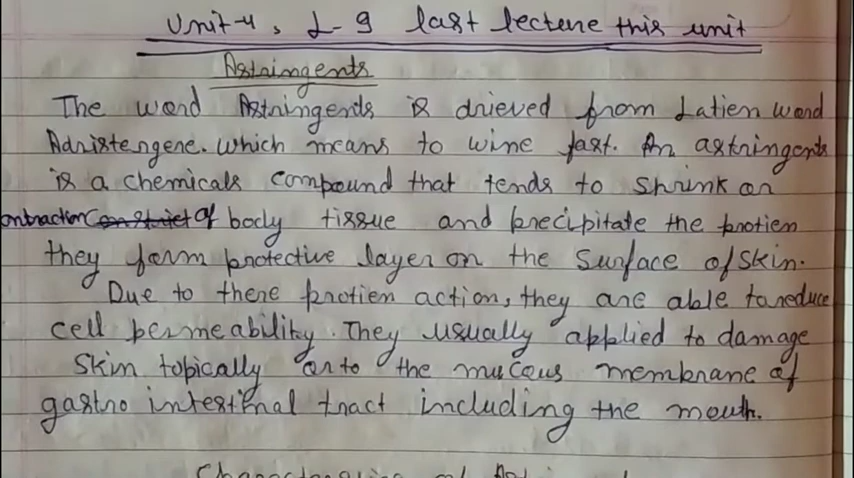 Unit-4, L-9 last lecture this unit
Astringents
The word Astringents is drieved from Latien word
Adristengene. which means to wine fast. An astringents
is a chemicals compound that tends to shrink or
ontraction Constrict of body tissue and precipitate the protien
they form protective layer on the surface of skin.
Due to there protien action, they are able to reduce
cell permeability. They usually applied to damage
skin topically or to the mucous membrane of
gastro intestinal tract including the mouth.